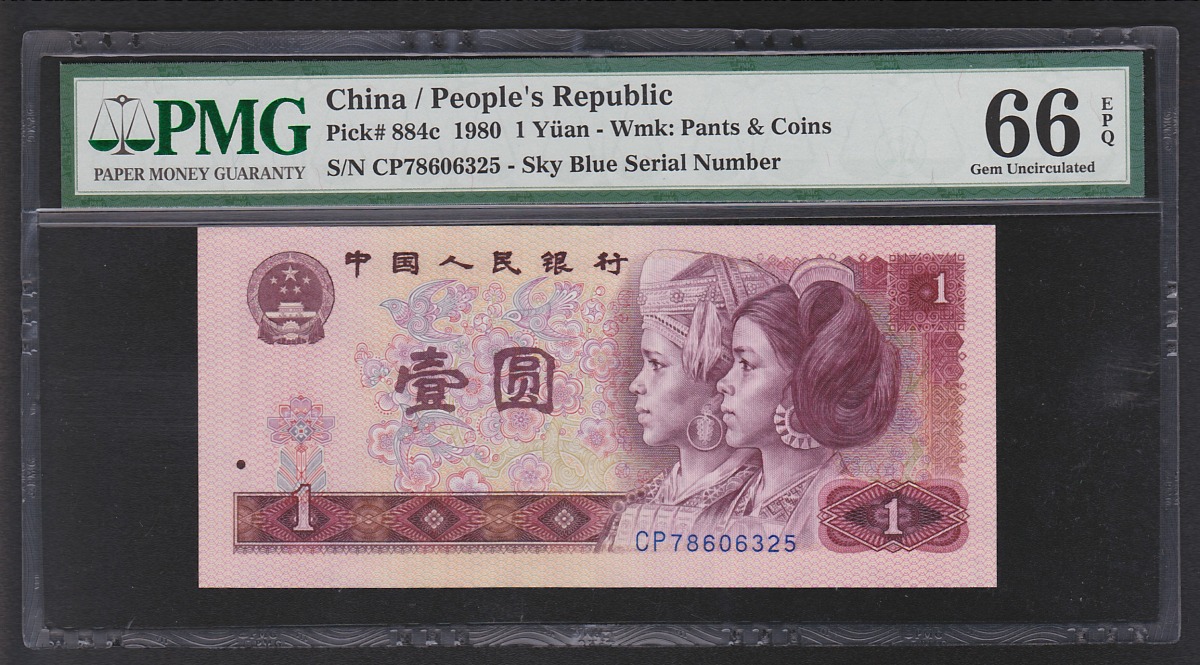 PMG
PAPER MONEY GUARANTY
China / People's Republic
Pick# 884c 1980 1 Yüan - Wmk: Pants & Coins
S/N CP78606325 - Sky Blue Serial Number
66
EPQ
Gem Uncirculated
中国人民银行
1
壹圆
1
1
CP78606325